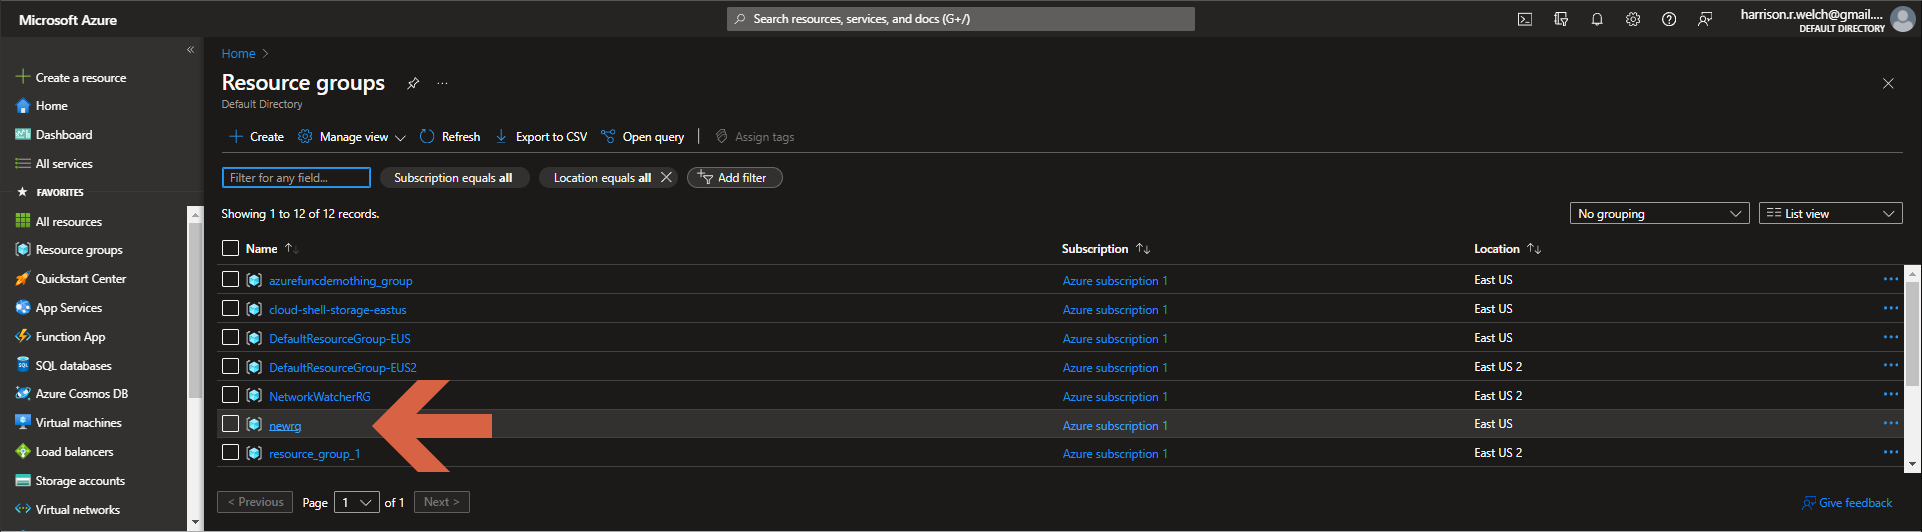 Microsoft Azure
Search resources, services, and docs (G+/)
harrison.r.welch@gmail....
DEFAULT DIRECTORY
Create a resource
Home
Dashboard
All services
FAVORITES
All resources
Resource groups
Quickstart Center
App Services
Function App
SQL databases
Azure Cosmos DB
Virtual machines
Load balancers
Storage accounts
Virtual networks
Home >
Resource groups ...
Default Directory
Create Manage view Refresh Export to CSV Open query Assign tags
Filter for any field... Subscription equals all Location equals all Add filter
Showing 1 to 12 of 12 records. No grouping List view
Name Subscription Location
azurefuncdemothing_group Azure subscription 1 East US
cloud-shell-storage-eastus Azure subscription 1 East US
DefaultResourceGroup-EUS Azure subscription 1 East US
DefaultResourceGroup-EUS2 Azure subscription 1 East US 2
NetworkWatcherRG Azure subscription 1 East US 2
newrg Azure subscription 1 East US
resource_group_1 Azure subscription 1 East US 2
< Previous Page 1 of 1 Next > Give feedback